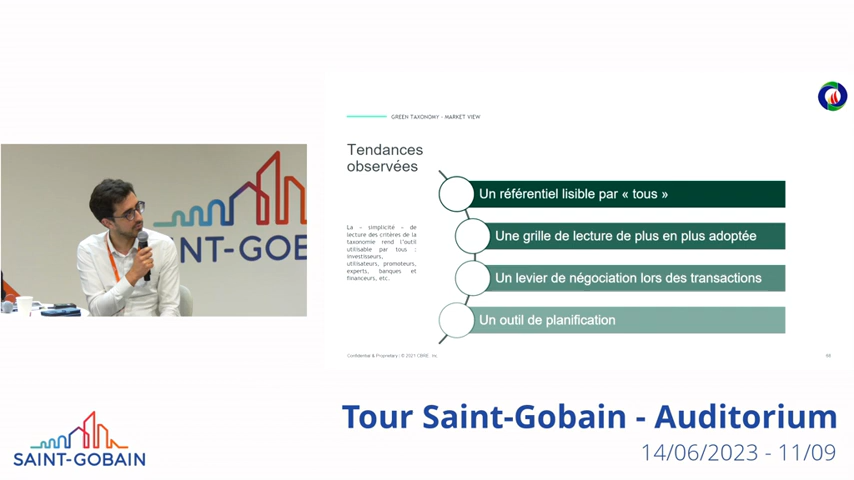 GREEN TAXONOMY - MARKET VIEW
Tendances
observées
La « simplicité » de
lecture des critères de la
taxonomie rend l'outil
utilisable par tous :
investisseurs,
utilisateurs, promoteurs,
experts, banques et
financeurs, etc.
Un référentiel lisible par « tous »
Une grille de lecture de plus en plus adoptée
Un levier de négociation lors des transactions
Un outil de planification
Confidential & Proprietary | © 2021 CBRE, Inc.
INT-GOB
SAINT-GOBAIN
Tour Saint-Gobain - Auditorium
14/06/2023 - 11/09